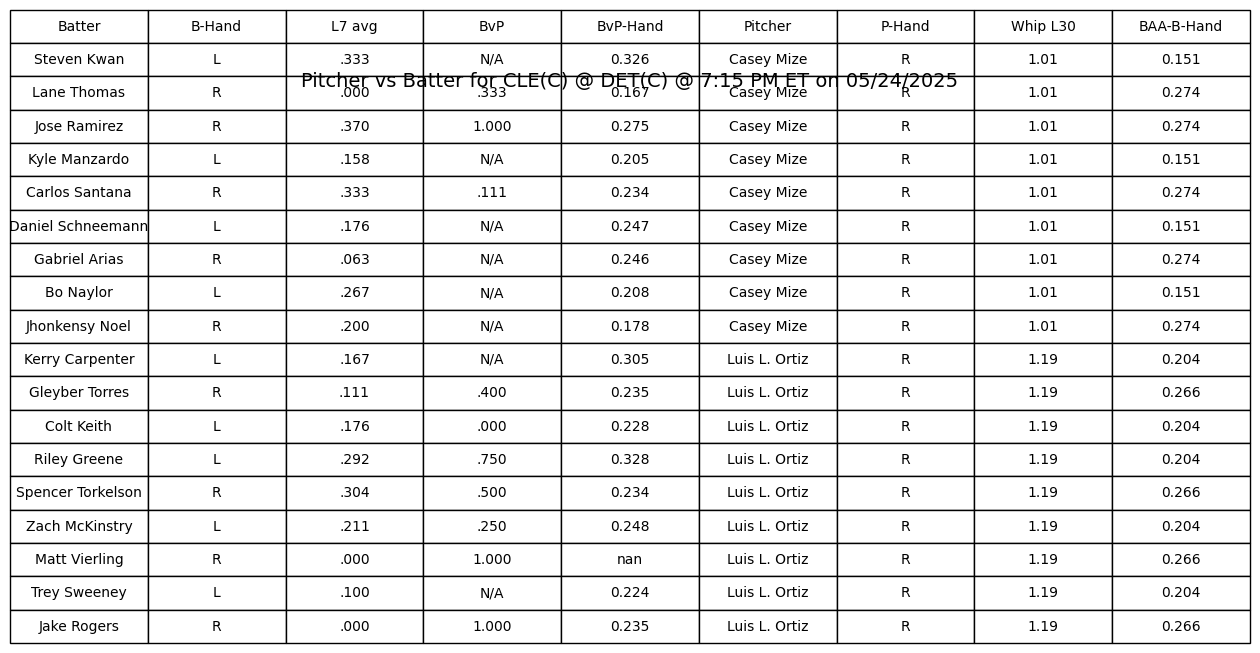 Batter B-Hand L7 avg BvP BvP-Hand Pitcher P-Hand Whip L30 BAA-B-Hand
Steven Kwan L .333 N/A 0.326 Casey Mize R 1.01 0.151
Pitcher vs Batter for CLE(C) @ DET(C) @ 7:15 PM ET on 05/24/2025
Lane Thomas R .000 .333 0.167 Casey Mize R 1.01 0.274
Jose Ramirez R .370 1.000 0.275 Casey Mize R 1.01 0.274
Kyle Manzardo L .158 N/A 0.205 Casey Mize R 1.01 0.151
Carlos Santana R .333 .111 0.234 Casey Mize R 1.01 0.274
Daniel Schneemann L .176 N/A 0.247 Casey Mize R 1.01 0.151
Gabriel Arias R .063 N/A 0.246 Casey Mize R 1.01 0.274
Bo Naylor L .267 N/A 0.208 Casey Mize R 1.01 0.151
Jhonkensy Noel R .200 N/A 0.178 Casey Mize R 1.01 0.274
Kerry Carpenter L .167 N/A 0.305 Luis L. Ortiz R 1.19 0.204
Gleyber Torres R .111 .400 0.235 Luis L. Ortiz R 1.19 0.266
Colt Keith L .176 .000 0.228 Luis L. Ortiz R 1.19 0.204
Riley Greene L .292 .750 0.328 Luis L. Ortiz R 1.19 0.204
Spencer Torkelson R .304 .500 0.234 Luis L. Ortiz R 1.19 0.266
Zach McKinstry L .211 .250 0.248 Luis L. Ortiz R 1.19 0.204
Matt Vierling R .000 1.000 nan Luis L. Ortiz R 1.19 0.266
Trey Sweeney L .100 N/A 0.224 Luis L. Ortiz R 1.19 0.204
Jake Rogers R .000 1.000 0.235 Luis L. Ortiz R 1.19 0.266